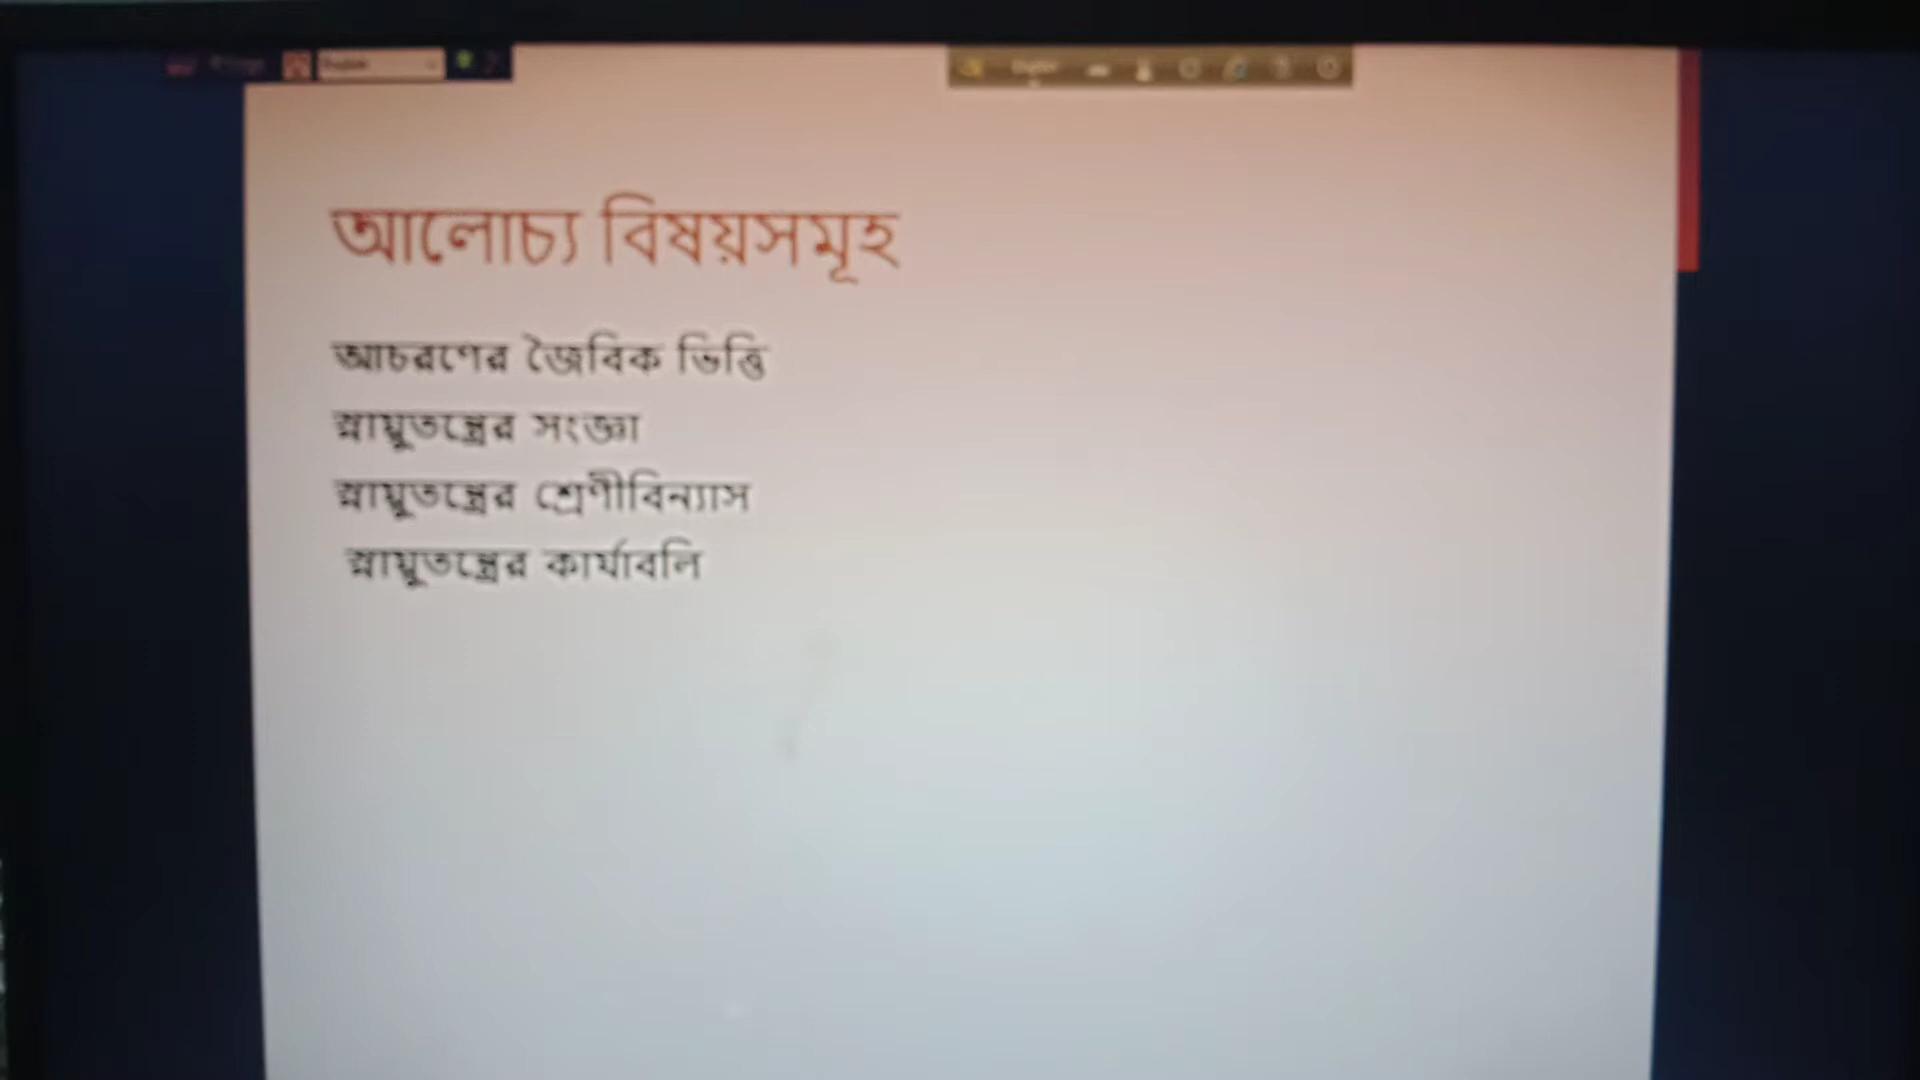 আলোচ্য বিষয়সমূহ
আচরণের জৈবিক ভিত্তি
স্নায়ুতন্ত্রের সংজ্ঞা
স্নায়ুতন্ত্রের শ্রেণীবিন্যাস
স্নায়ুতন্ত্রের কার্যাবলি